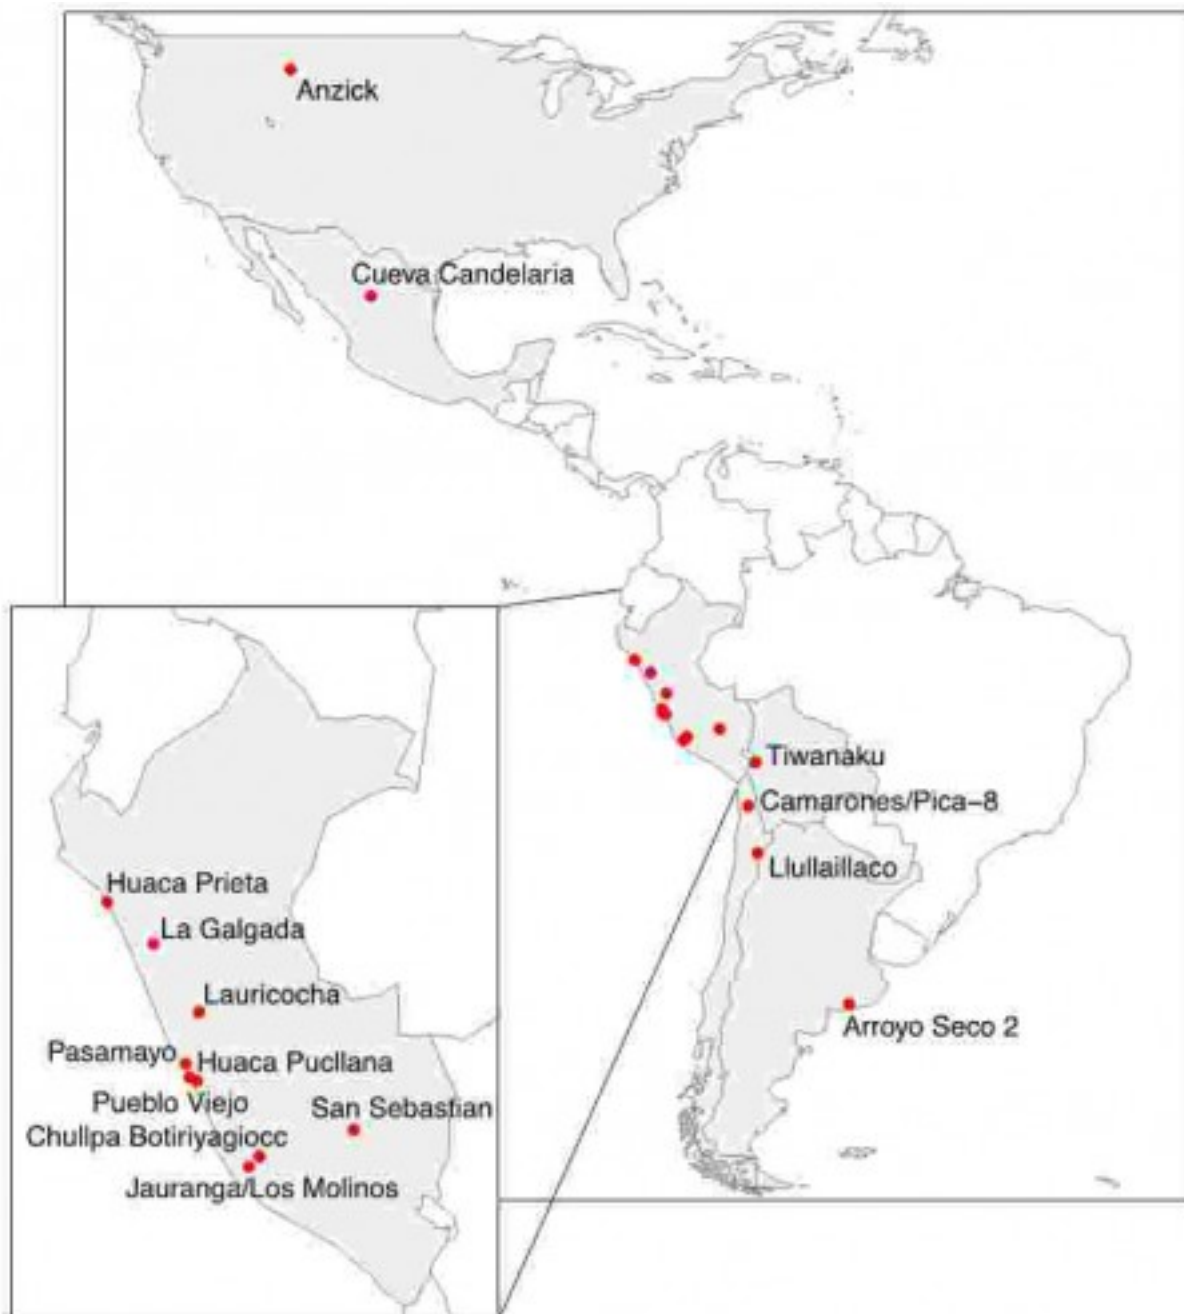 Anzick
Cueva Candelaria
Tiwanaku
Camarones/Pica-8
Llullaillaco
Arroyo Seco 2
Huaca Prieta
La Galgada
Lauricocha
Pasamayo
Huaca Pucllana
Pueblo Viejo
San Sebastian
Chullpa Botiriyagiocc
Jauranga/Los Molinos